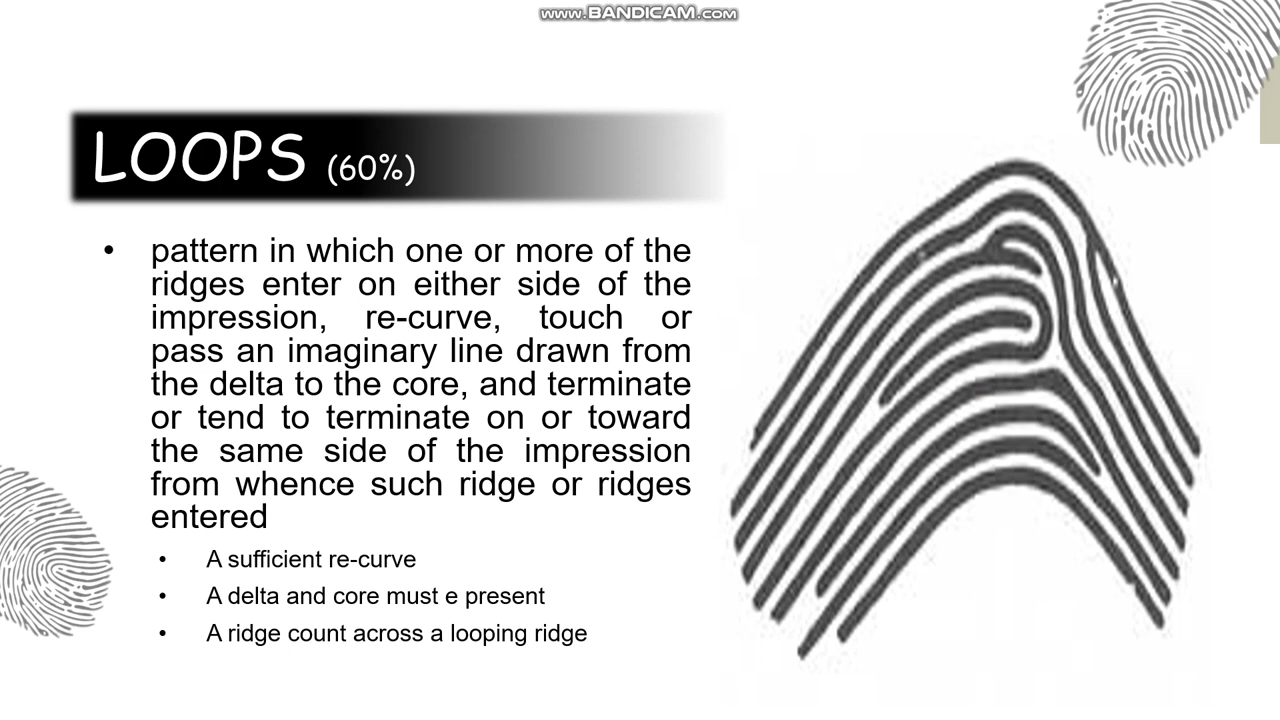 www.BANDICAM.com
LOOPS (60%)
• pattern in which one or more of the
ridges enter on either side of the
impression, re-curve, touch or
pass an imaginary line drawn from
the delta to the core, and terminate
or tend to terminate on or toward
the same side of the impression
from whence such ridge or ridges
entered
• A sufficient re-curve
• A delta and core must e present
• A ridge count across a looping ridge